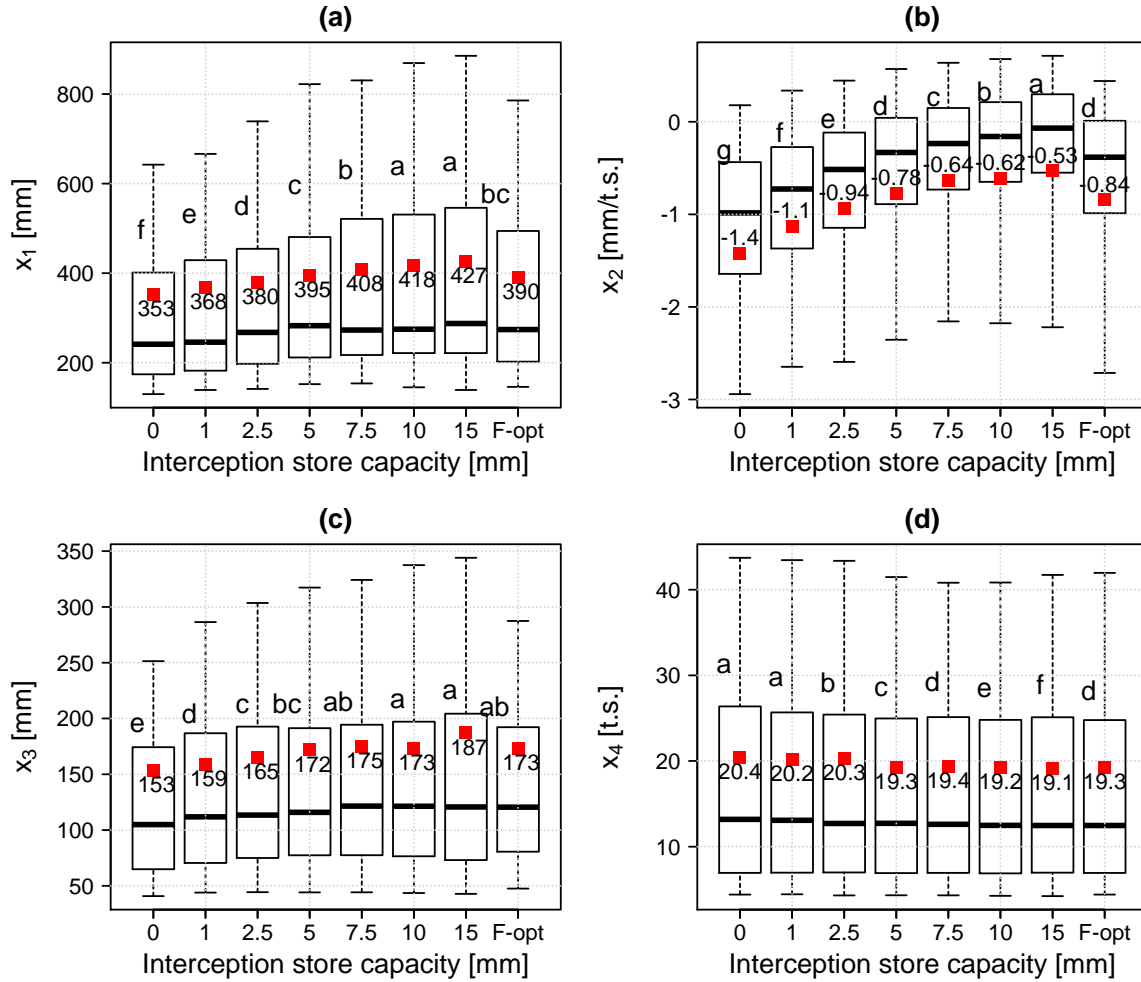 (a)
x1 [mm]
800
600
400
200
f e d c b a a bc
353 368 380 395 408 418 427 390
0 1 2.5 5 7.5 10 15 F-opt
Interception store capacity [mm]
(b)
x2 [mm/t.s.]
0
-1
-2
-3
g f e d c b a d
-1.4 -1.1 -0.94 -0.78 -0.64 -0.62 -0.53 -0.84
0 1 2.5 5 7.5 10 15 F-opt
Interception store capacity [mm]
(c)
x3 [mm]
350
300
250
200
150
100
50
e d c bc ab a a ab
153 159 165 172 175 173 187 173
0 1 2.5 5 7.5 10 15 F-opt
Interception store capacity [mm]
(d)
x4 [t.s.]
40
30
20
10
a a b c d e f d
20.4 20.2 20.3 19.3 19.4 19.2 19.1 19.3
0 1 2.5 5 7.5 10 15 F-opt
Interception store capacity [mm]